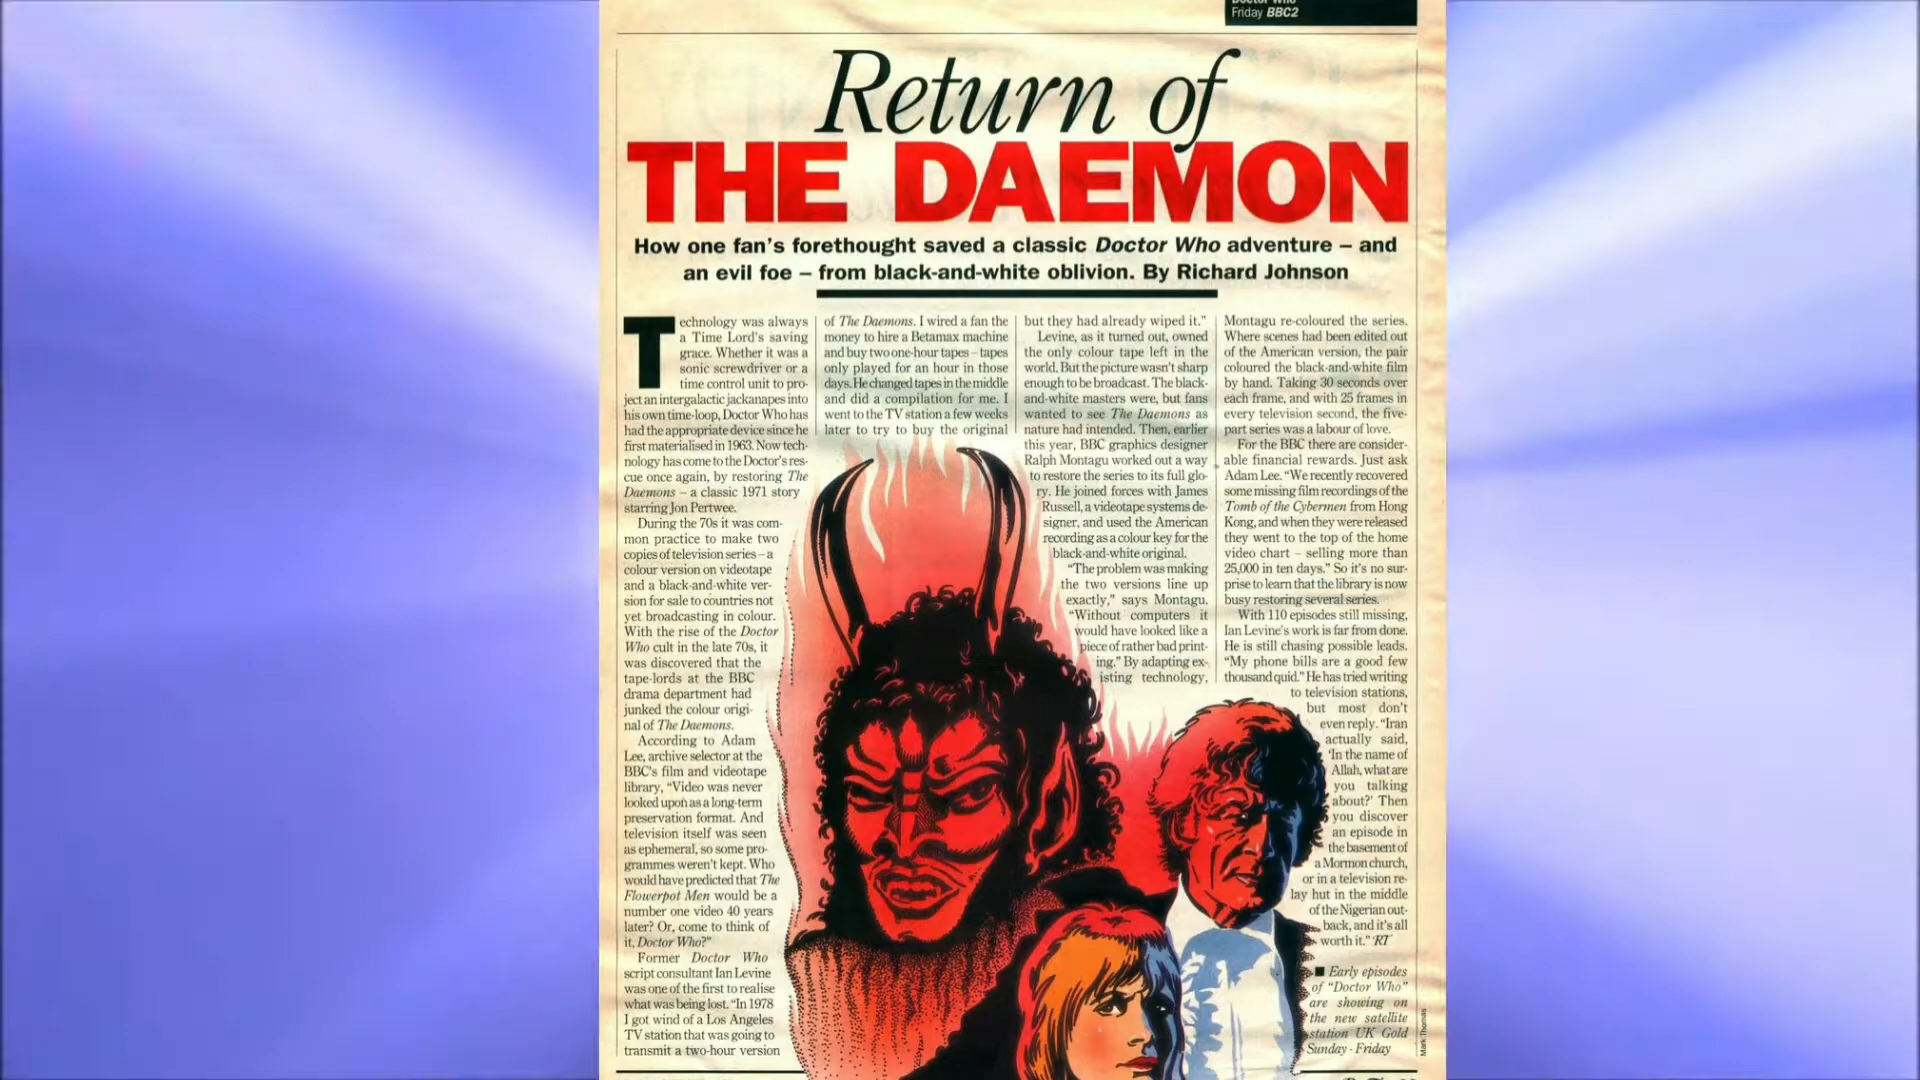 Doctor Who
Friday BBC2
Return of
THE DAEMON
How one fan's forethought saved a classic Doctor Who adventure – and
an evil foe – from black-and-white oblivion. By Richard Johnson
Technology was always
a Time Lord's saving
grace. Whether it was a
sonic screwdriver or a
time control unit to pro-
ject an intergalactic jackanapes into
his own time-loop, Doctor Who has
had the appropriate device since he
first materialised in 1963. Now tech-
nology has come to the Doctor's res-
cue once again, by restoring The
Daemons – a classic 1971 story
starring Jon Pertwee.
During the 70s it was com-
mon practice to make two
copies of television series – a
colour version on videotape
and a black-and-white ver-
sion for sale to countries not
yet broadcasting in colour.
With the rise of the Doctor
Who cult in the late 70s, it
was discovered that the
tape-lords at the BBC
drama department had
junked the colour origi-
nal of The Daemons.
According to Adam
Lee, archive selector at the
BBC's film and videotape
library, "Video was never
looked upon as a long-term
preservation format. And
television itself was seen
as ephemeral, so some pro-
grammes weren't kept. Who
would have predicted that The
Flowerpot Men would be a
number one video 40 years
later? Or, come to think of
it, Doctor Who?"
Former Doctor Who
script consultant Ian Levine
was one of the first to realise
what was being lost. "In 1978
I got wind of a Los Angeles
TV station that was going to
transmit a two-hour version
of The Daemons. I wired a fan the
money to hire a Betamax machine
and buy two one-hour tapes – tapes
only played for an hour in those
days. He changed tapes in the middle
and did a compilation for me. I
went to the TV station a few weeks
later to try to buy the original
but they had already wiped it."
Levine, as it turned out, owned
the only colour tape left in the
world. But the picture wasn't sharp
enough to be broadcast. The black-
and-white masters were, but fans
wanted to see The Daemons as
nature had intended. Then, earlier
this year, BBC graphics designer
Ralph Montagu worked out a way
to restore the series to its full glo-
ry. He joined forces with James
Russell, a videotape systems de-
signer, and used the American
recording as a colour key for the
black-and-white original.
"The problem was making
the two versions line up
exactly," says Montagu.
"Without computers it
would have looked like a
piece of rather bad print-
ing." By adapting ex-
isting technology,
Montagu re-coloured the series.
Where scenes had been edited out
of the American version, the pair
coloured the black-and-white film
by hand. Taking 30 seconds over
each frame, and with 25 frames in
every television second, the five-
part series was a labour of love.
For the BBC there are consider-
able financial rewards. Just ask
Adam Lee. "We recently recovered
some missing film recordings of the
Tomb of the Cybermen from Hong
Kong, and when they were released
they went to the top of the home
video chart – selling more than
25,000 in ten days." So it's no sur-
prise to learn that the library is now
busy restoring several series.
With 110 episodes still missing,
Ian Levine's work is far from done.
He is still chasing possible leads.
"My phone bills are a good few
thousand quid." He has tried writing
to television stations,
but most don't
even reply. "Iran
actually said,
'In the name of
Allah, what are
you talking
about?' Then
you discover
an episode in
the basement of
a Mormon church,
or in a television re-
lay hut in the middle
of the Nigerian out-
back, and it's all
worth it." RT
■ Early episodes
of "Doctor Who"
are showing on
the new satellite
station UK Gold
Sunday - Friday
Mark Thomas